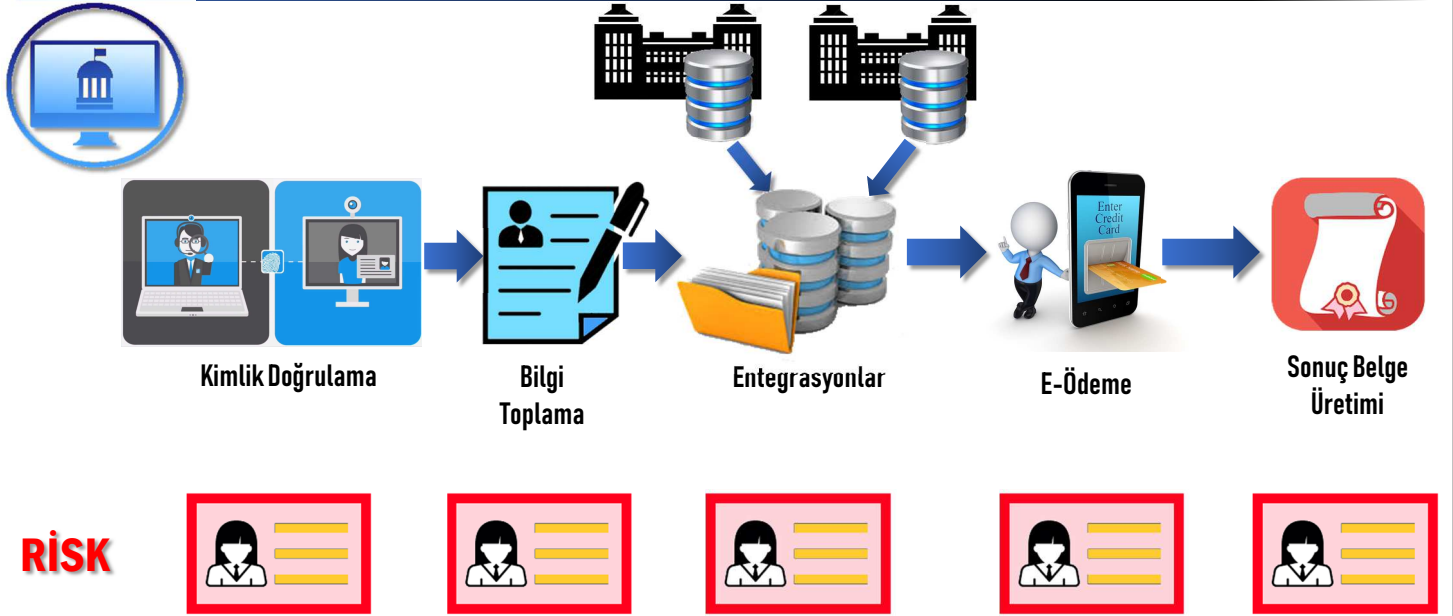 Enter
Credit
Card
Kimlik Doğrulama
Bilgi
Toplama
Entegrasyonlar
E-Ödeme
Sonuç Belge
Üretimi
RİSK